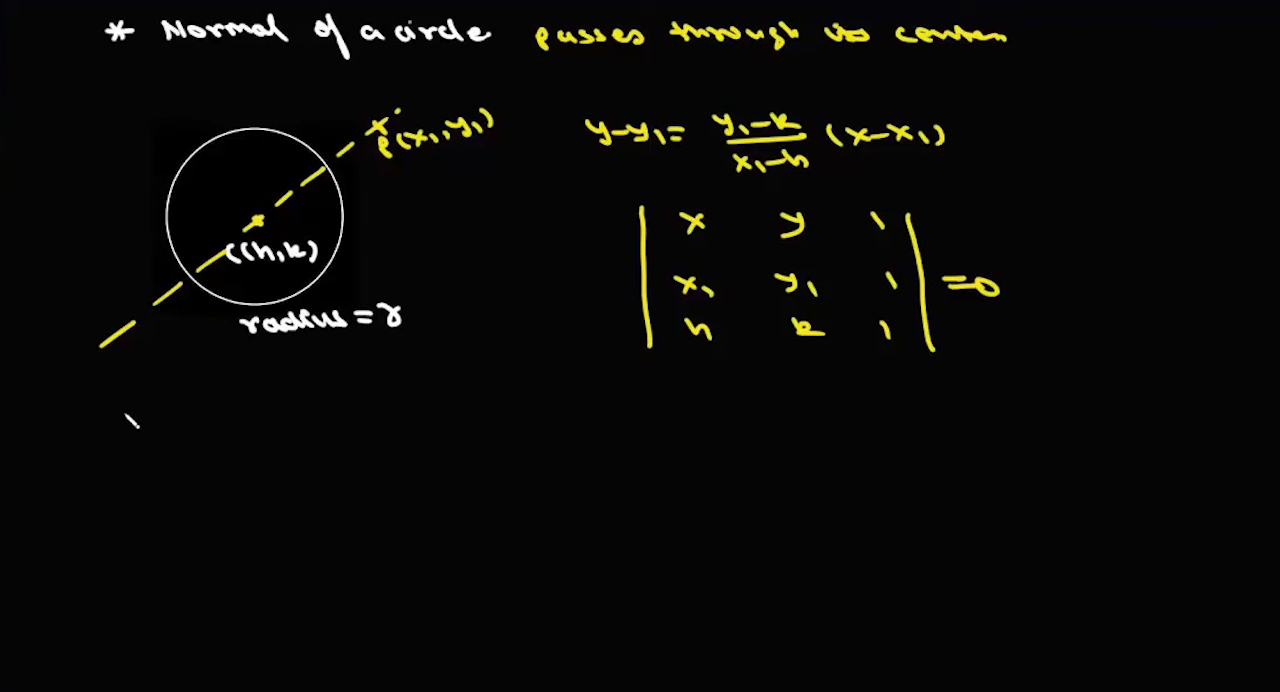 * Normal of a circle passes through its center
P(x₁, y₁)
y-y₁= y₁-k / x₁-h (x-x₁)
C(h,k)
radius = r
| x y 1 |
| x₁ y₁ 1 | =0
| h k 1 |